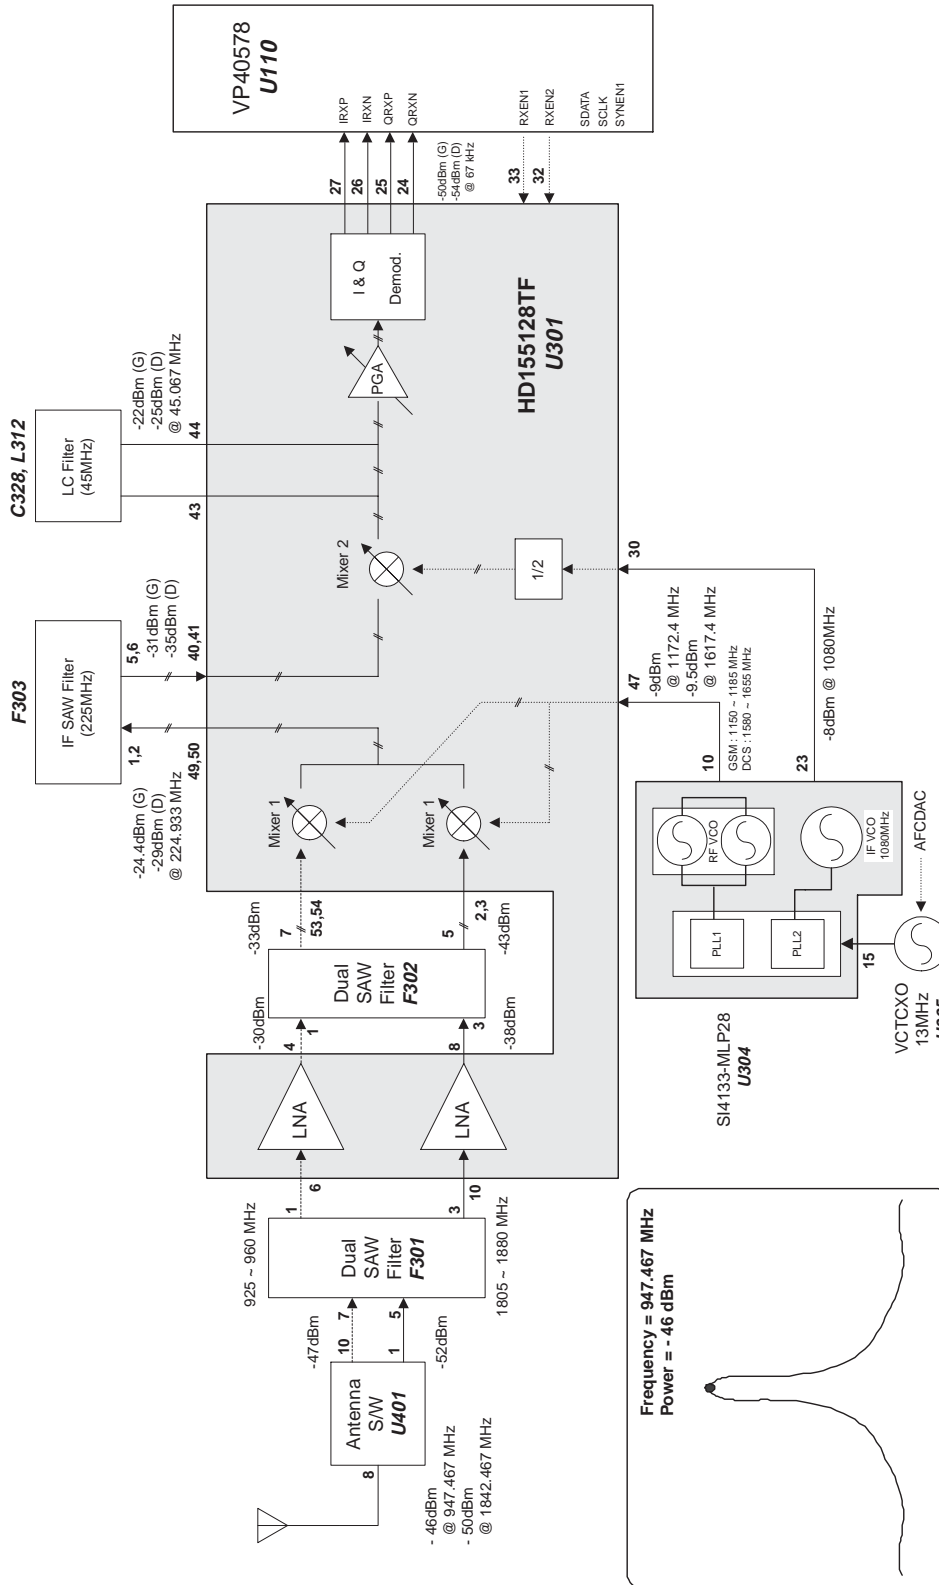 VP40578
U110
IRXP
IRXN
QRXP
QRXN
RXEN1
RXEN2
SDATA
SCLK
SYNEN1
27
26
25
24
-50dBm (G)
-54dBm (D)
@ 67 kHz
33
32
I & Q
Demod.
PGA
HD155128TF
U301
C328, L312
LC Filter
(45MHz)
-22dBm (G)
-25dBm (D)
@ 45.067 MHz
44
43
Mixer 2
1/2
30
F303
IF SAW Filter
(225MHz)
5,6
-31dBm (G)
-35dBm (D)
40,41
1,2
49,50
-24.4dBm (G)
-29dBm (D)
@ 224.933 MHz
Mixer 1
Mixer 1
47
-9dBm
@ 1172.4 MHz
-9.5dBm
@ 1617.4 MHz
GSM : 1150 ~ 1185 MHz
DCS : 1580 ~ 1655 MHz
10
23
-8dBm @ 1080MHz
RF VCO
IF VCO
1080MHz
PLL1
PLL2
15
AFCDAC
VCTCXO
13MHz
SI4133-MLP28
U304
-33dBm
7
53,54
5
2,3
-43dBm
Dual
SAW
Filter
F302
-30dBm
4
1
8
3
-38dBm
LNA
LNA
6
1
10
3
925 ~ 960 MHz
Dual
SAW
Filter
F301
1805 ~ 1880 MHz
-47dBm
10
7
1
5
-52dBm
Antenna
S/W
U401
8
- 46dBm
@ 947.467 MHz
- 50dBm
@ 1842.467 MHz
Frequency = 947.467 MHz
Power = - 46 dBm